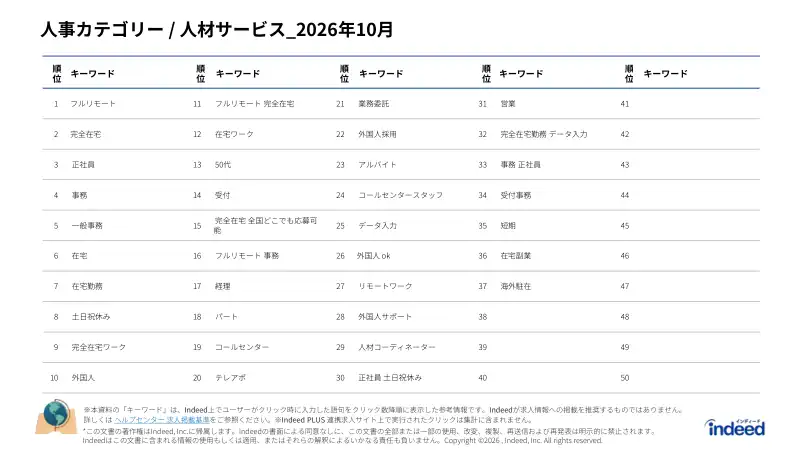 人事カテゴリー / 人材サービス_2026年10月
順位 キーワード 順位 キーワード 順位 キーワード 順位 キーワード 順位 キーワード
1 フルリモート 11 フルリモート 完全在宅 21 業務委託 31 営業 41
2 完全在宅 12 在宅ワーク 22 外国人採用 32 完全在宅勤務 データ入力 42
3 正社員 13 50代 23 アルバイト 33 事務 正社員 43
4 事務 14 受付 24 コールセンタースタッフ 34 受付事務 44
5 一般事務 15 完全在宅 全国どこでも応募可能 25 データ入力 35 短期 45
6 在宅 16 フルリモート 事務 26 外国人 ok 36 在宅副業 46
7 在宅勤務 17 経理 27 リモートワーク 37 海外駐在 47
8 土日祝休み 18 パート 28 外国人サポート 38 48
9 完全在宅ワーク 19 コールセンター 29 人材コーディネーター 39 49
10 外国人 20 テレアポ 30 正社員 土日祝休み 40 50
※本資料の「キーワード」は、Indeed上でユーザーがクリック時に入力した語句をクリック数降順に表示した参考情報です。Indeedが求人情報への掲載を推奨するものではありません。
詳しくは ヘルプセンター 求人掲載基準をご参照ください。※Indeed PLUS 連携求人サイト上で実行されたクリックは集計に含まれません。
*この文書の著作権はIndeed, Inc.に帰属します。Indeedの書面による同意なしに、この文書の全部または一部の使用、改変、複製、再送信および再発表は明示的に禁止されます。
Indeedはこの文書に含まれる情報の使用もしくは適用、またはそれらの解釈によるいかなる責任も負いません。Copyright ©2026 , Indeed, Inc. All rights reserved.
インディード
indeed